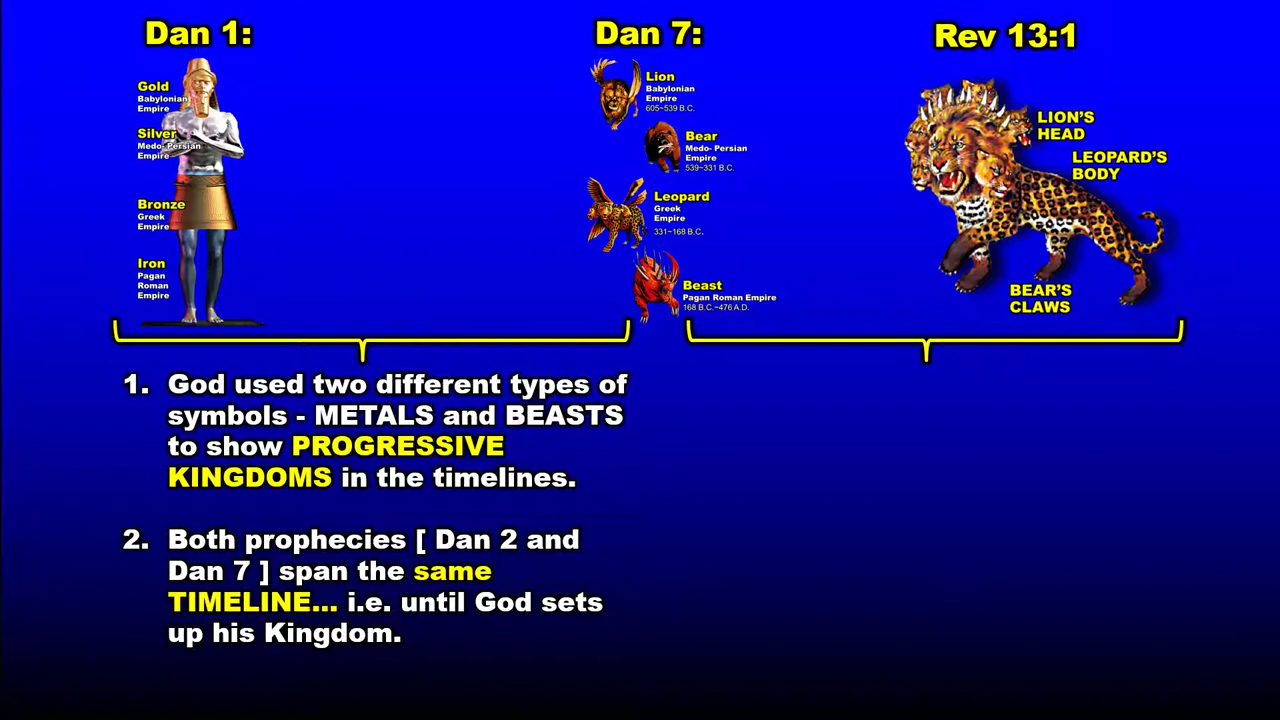 Dan 1:
Gold
Babylonian
Empire
Silver
Medo- Persian
Empire
Bronze
Greek
Empire
Iron
Pagan
Roman
Empire
Dan 7:
Lion
Babylonian
Empire
605~539 B.C.
Bear
Medo- Persian
Empire
539~331 B.C.
Leopard
Greek
Empire
331~168 B.C.
Beast
Pagan Roman Empire
168 B.C.~476 A.D.
Rev 13:1
LION'S
HEAD
LEOPARD'S
BODY
BEAR'S
CLAWS
1. God used two different types of
symbols - METALS and BEASTS
to show PROGRESSIVE
KINGDOMS in the timelines.
2. Both prophecies [ Dan 2 and
Dan 7 ] span the same
TIMELINE... i.e. until God sets
up his Kingdom.